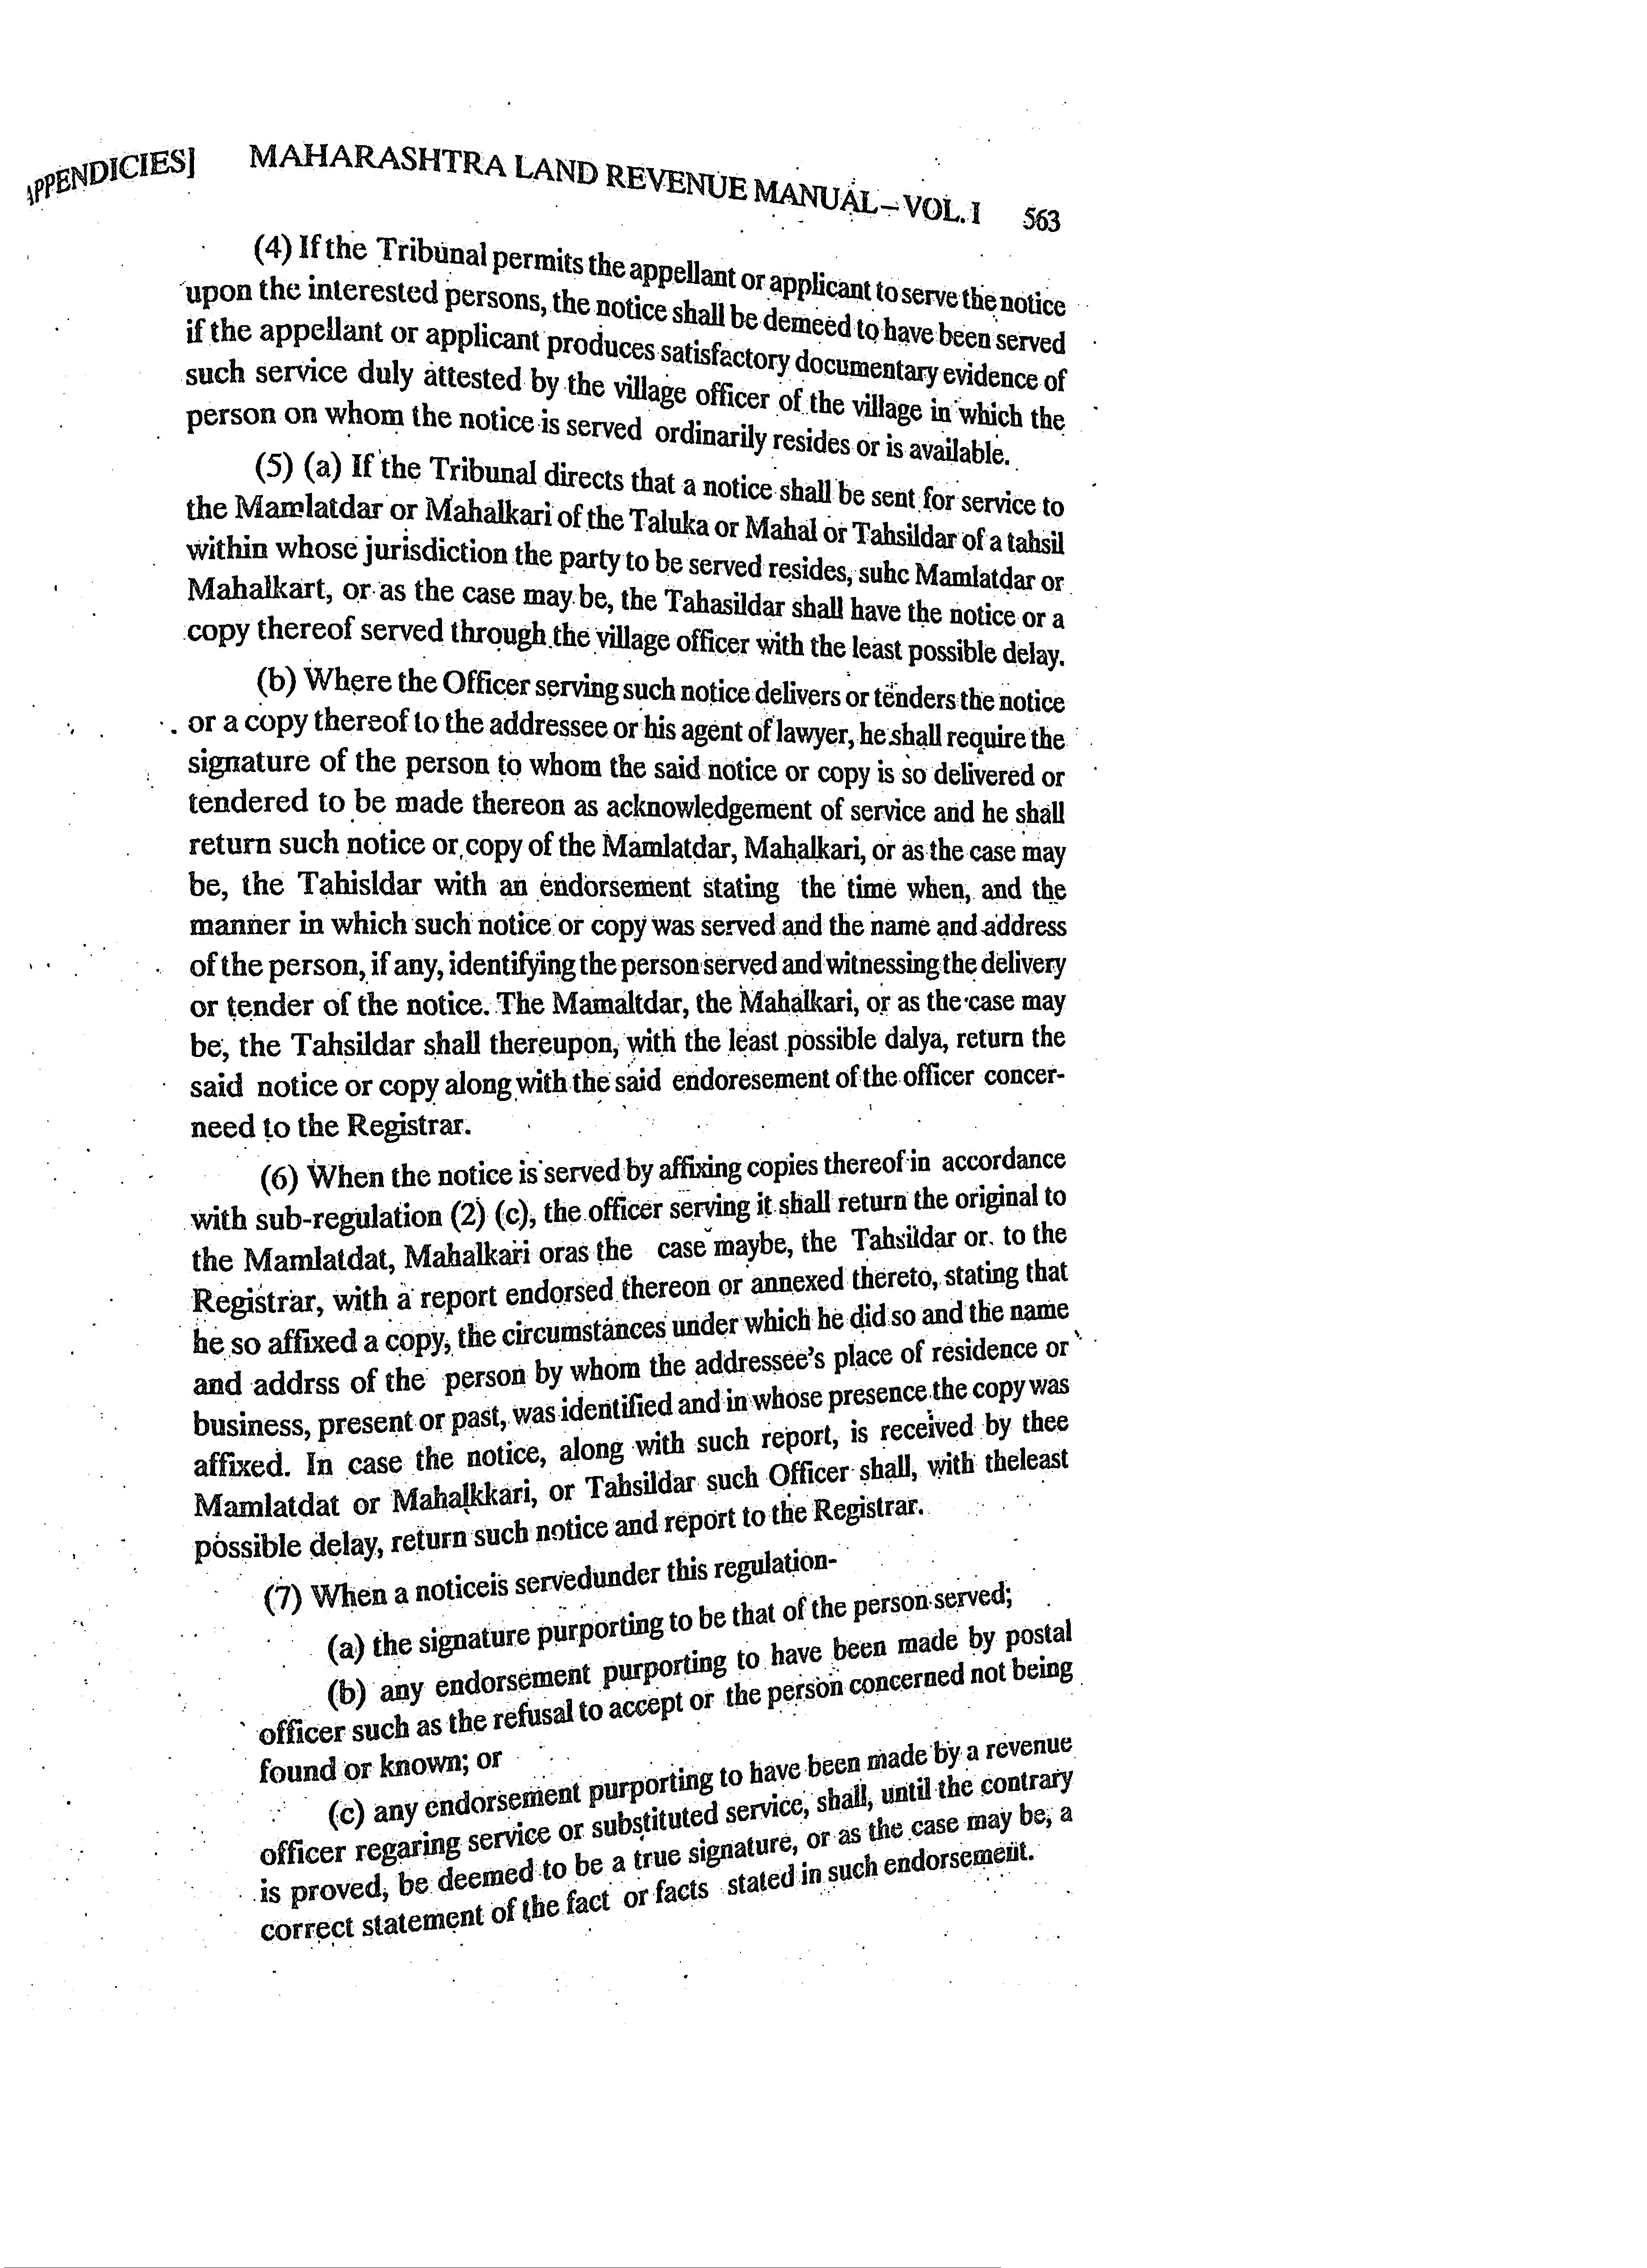 APPENDICIES] MAHARASHTRA LAND REVENUE MANUAL – VOL. I 563
(4) If the Tribunal permits the appellant or applicant to serve the notice
upon the interested persons, the notice shall be demeed to have been served
if the appellant or applicant produces satisfactory documentary evidence of
such service duly attested by the village officer of the village in which the
person on whom the notice is served ordinarily resides or is available.
(5) (a) If the Tribunal directs that a notice shall be sent for service to
the Mamlatdar or Mahalkari of the Taluka or Mahal or Tahsildar of a tahsil
within whose jurisdiction the party to be served resides, suhc Mamlatdar or
Mahalkart, or as the case may be, the Tahasildar shall have the notice or a
copy thereof served through the village officer with the least possible delay.
(b) Where the Officer serving such notice delivers or tenders the notice
or a copy thereof to the addressee or his agent of lawyer, he shall require the
signature of the person to whom the said notice or copy is so delivered or
tendered to be made thereon as acknowledgement of service and he shall
return such notice or copy of the Mamlatdar, Mahalkari, or as the case may
be, the Tahisldar with an endorsement stating the time when, and the
manner in which such notice or copy was served and the name and address
of the person, if any, identifying the person served and witnessing the delivery
or tender of the notice. The Mamaltdar, the Mahalkari, or as the case may
be, the Tahsildar shall thereupon, with the least possible dalya, return the
said notice or copy along with the said endoresement of the officer concer-
need to the Registrar.
(6) When the notice is served by affixing copies thereof in accordance
with sub-regulation (2) (c), the officer serving it shall return the original to
the Mamlatdat, Mahalkari oras the case maybe, the Tahsildar or. to the
Registrar, with a report endorsed thereon or annexed thereto, stating that
he so affixed a copy, the circumstances under which he did so and the name
and addrss of the person by whom the addressee's place of residence or
business, present or past, was identified and in whose presence the copy was
affixed. In case the notice, along with such report, is received by thee
Mamlatdat or Mahalkkari, or Tahsildar such Officer shall, with theleast
possible delay, return such notice and report to the Registrar.
(7) When a noticeis servedunder this regulation-
(a) the signature purporting to be that of the person served;
(b) any endorsement purporting to have been made by postal
officer such as the refusal to accept or the person concerned not being
found or known; or
(c) any endorsement purporting to have been made by a revenue
officer regaring service or substituted service, shall, until the contrary
is proved, be deemed to be a true signature, or as the case may be, a
correct statement of the fact or facts stated in such endorsement.